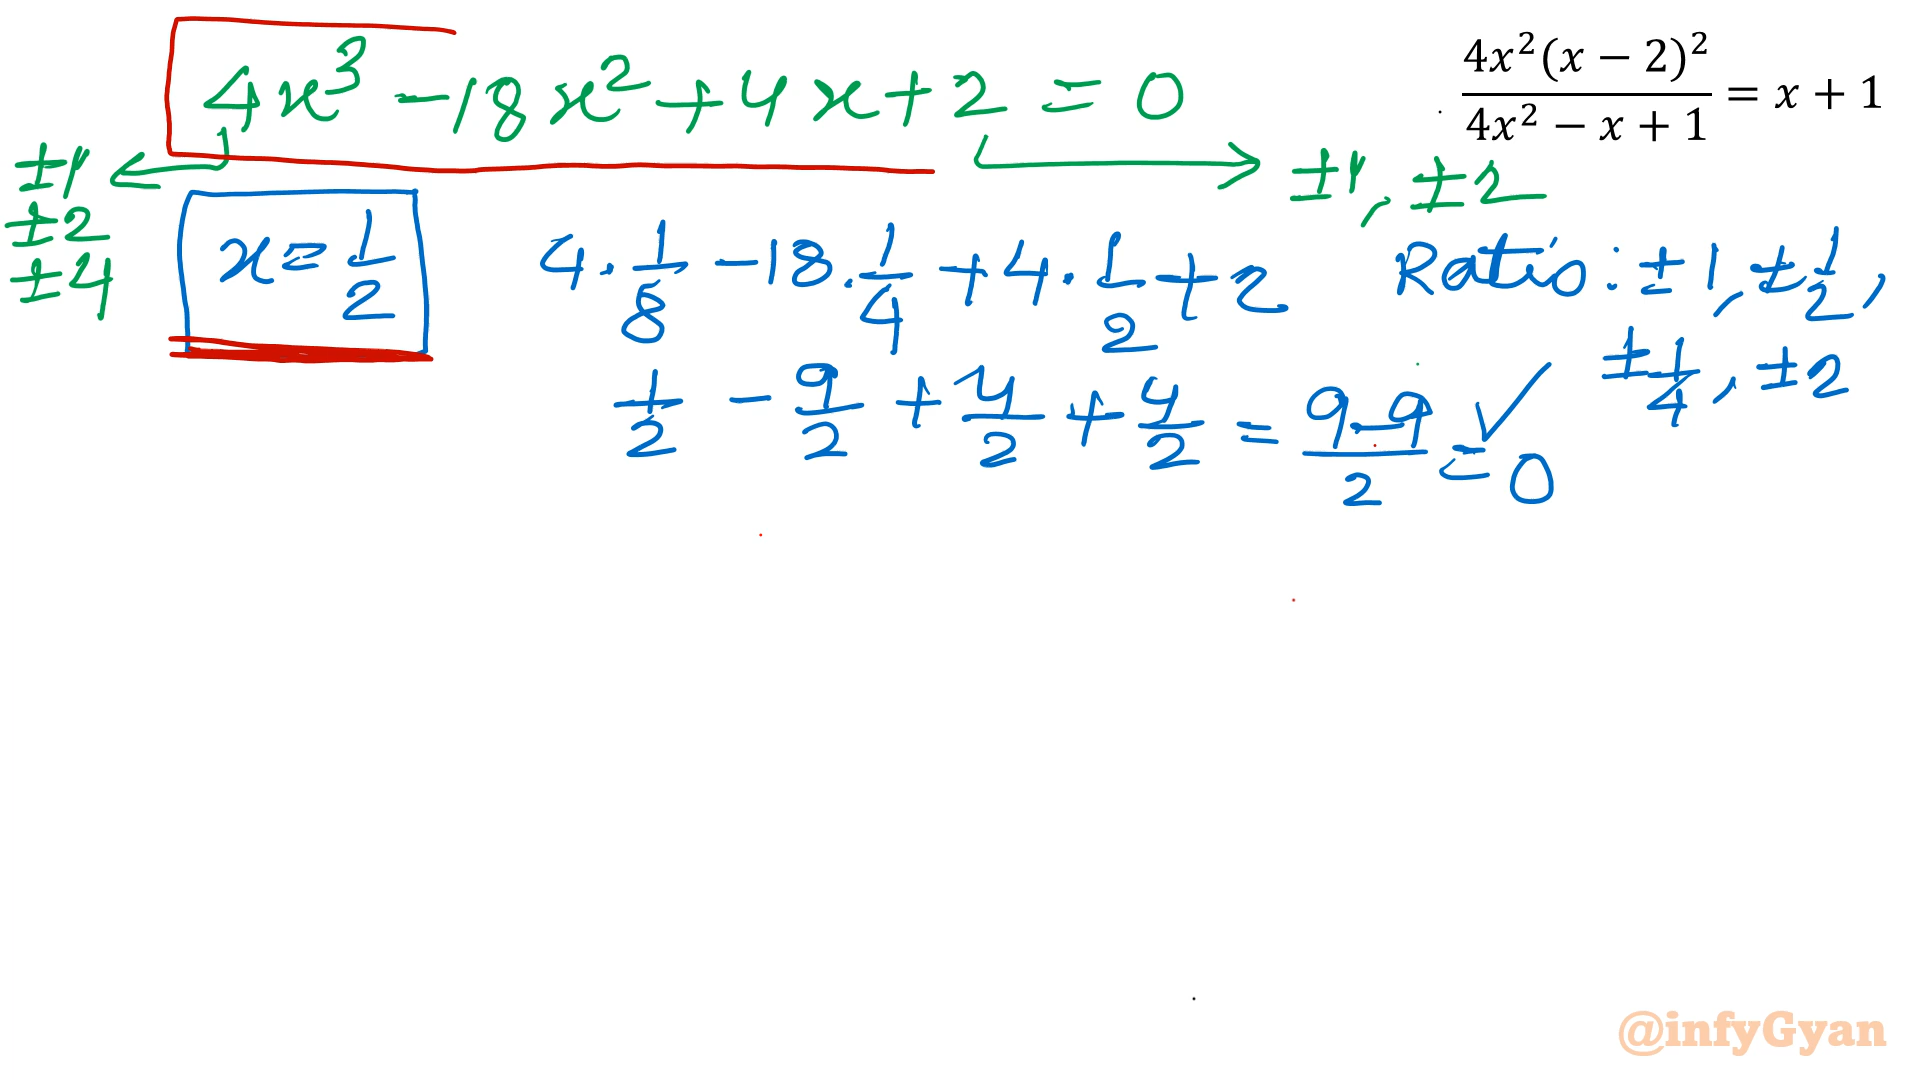 4x³ − 18x² + 4x + 2 = 0
4x²(x − 2)² / 4x² − x + 1 = x + 1
±1
±2
±4
±1, ±2
x = 1/2
4 · 1/8 − 18 · 1/4 + 4 · 1/2 + 2
Ratio : ±1, ±1/2,
±1/4, ±2
1/2 − 9/2 + 4/2 + 4/2 = 9−9/2 = 0 ✓
@infyGyan